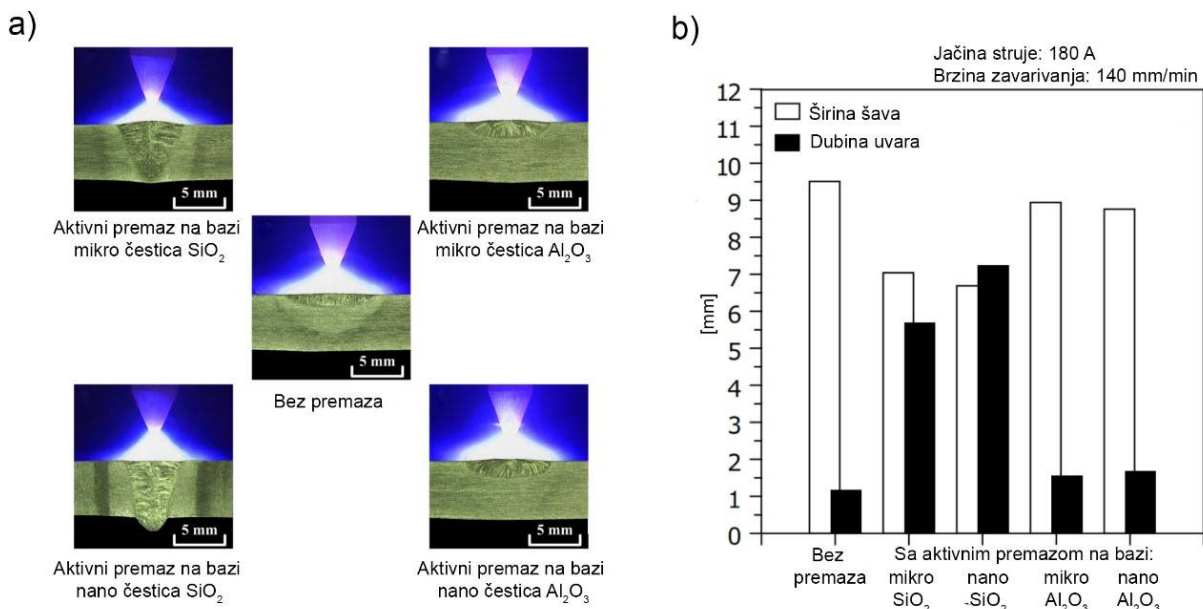 a)
5 mm
Aktivni premaz na bazi
mikro čestica SiO₂
5 mm
Aktivni premaz na bazi
mikro čestica Al₂O₃
5 mm
Bez premaza
5 mm
Aktivni premaz na bazi
nano čestica SiO₂
5 mm
Aktivni premaz na bazi
nano čestica Al₂O₃
b)
Jačina struje: 180 A
Brzina zavarivanja: 140 mm/min
Širina šava
Dubina uvara
[mm]
12
11
10
9
8
7
6
5
4
3
2
1
0
Bez
premaza
Sa aktivnim premazom na bazi:
mikro
SiO₂
nano
-SiO₂
mikro
Al₂O₃
nano
Al₂O₃